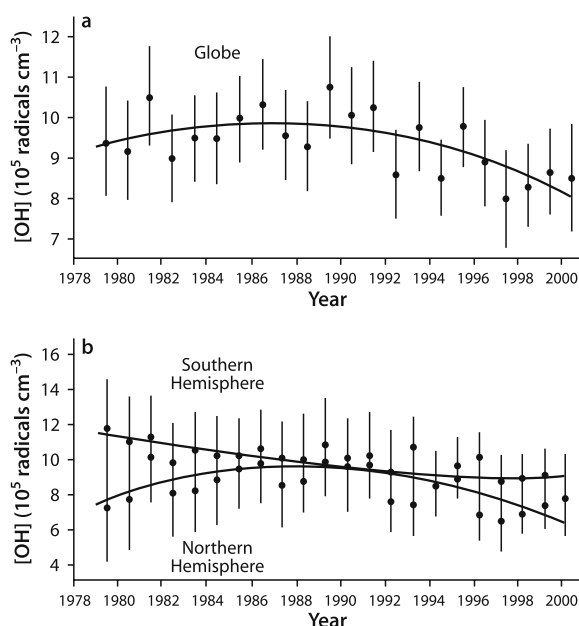 a
12
Globe
11
10
9
8
7
[OH] (10⁵ radicals cm⁻³)
1978 1980 1982 1984 1986 1988 1990 1992 1994 1996 1998 2000
Year
b
16
Southern
Hemisphere
14
12
10
8
6
4
[OH] (10⁵ radicals cm⁻³)
Northern
Hemisphere
1978 1980 1982 1984 1986 1988 1990 1992 1994 1996 1998 2000
Year